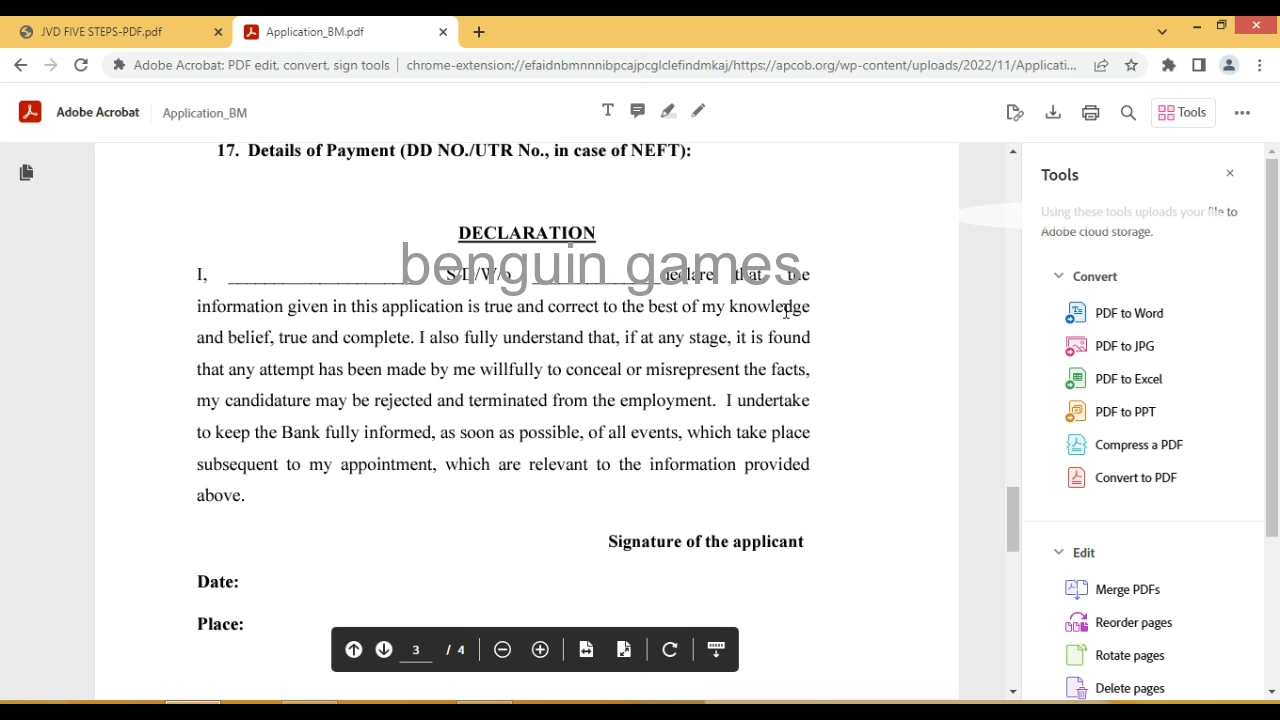 JVD FIVE STEPS-PDF.pdf
Application_BM.pdf
Adobe Acrobat: PDF edit, convert, sign tools
chrome-extension://efaidnbmnnnibpcajpcglclefindmkaj/https://apcob.org/wp-content/uploads/2022/11/Applicati...
Adobe Acrobat
Application_BM
Tools
17. Details of Payment (DD NO./UTR No., in case of NEFT):
DECLARATION
benguin games
I, ____________________ S/D/W/o ______________ declare that the
information given in this application is true and correct to the best of my knowledge
and belief, true and complete. I also fully understand that, if at any stage, it is found
that any attempt has been made by me willfully to conceal or misrepresent the facts,
my candidature may be rejected and terminated from the employment. I undertake
to keep the Bank fully informed, as soon as possible, of all events, which take place
subsequent to my appointment, which are relevant to the information provided
above.
Signature of the applicant
Date:
Place:
3 / 4
Tools
Using these tools uploads your file to
Adobe cloud storage.
Convert
PDF to Word
PDF to JPG
PDF to Excel
PDF to PPT
Compress a PDF
Convert to PDF
Edit
Merge PDFs
Reorder pages
Rotate pages
Delete pages